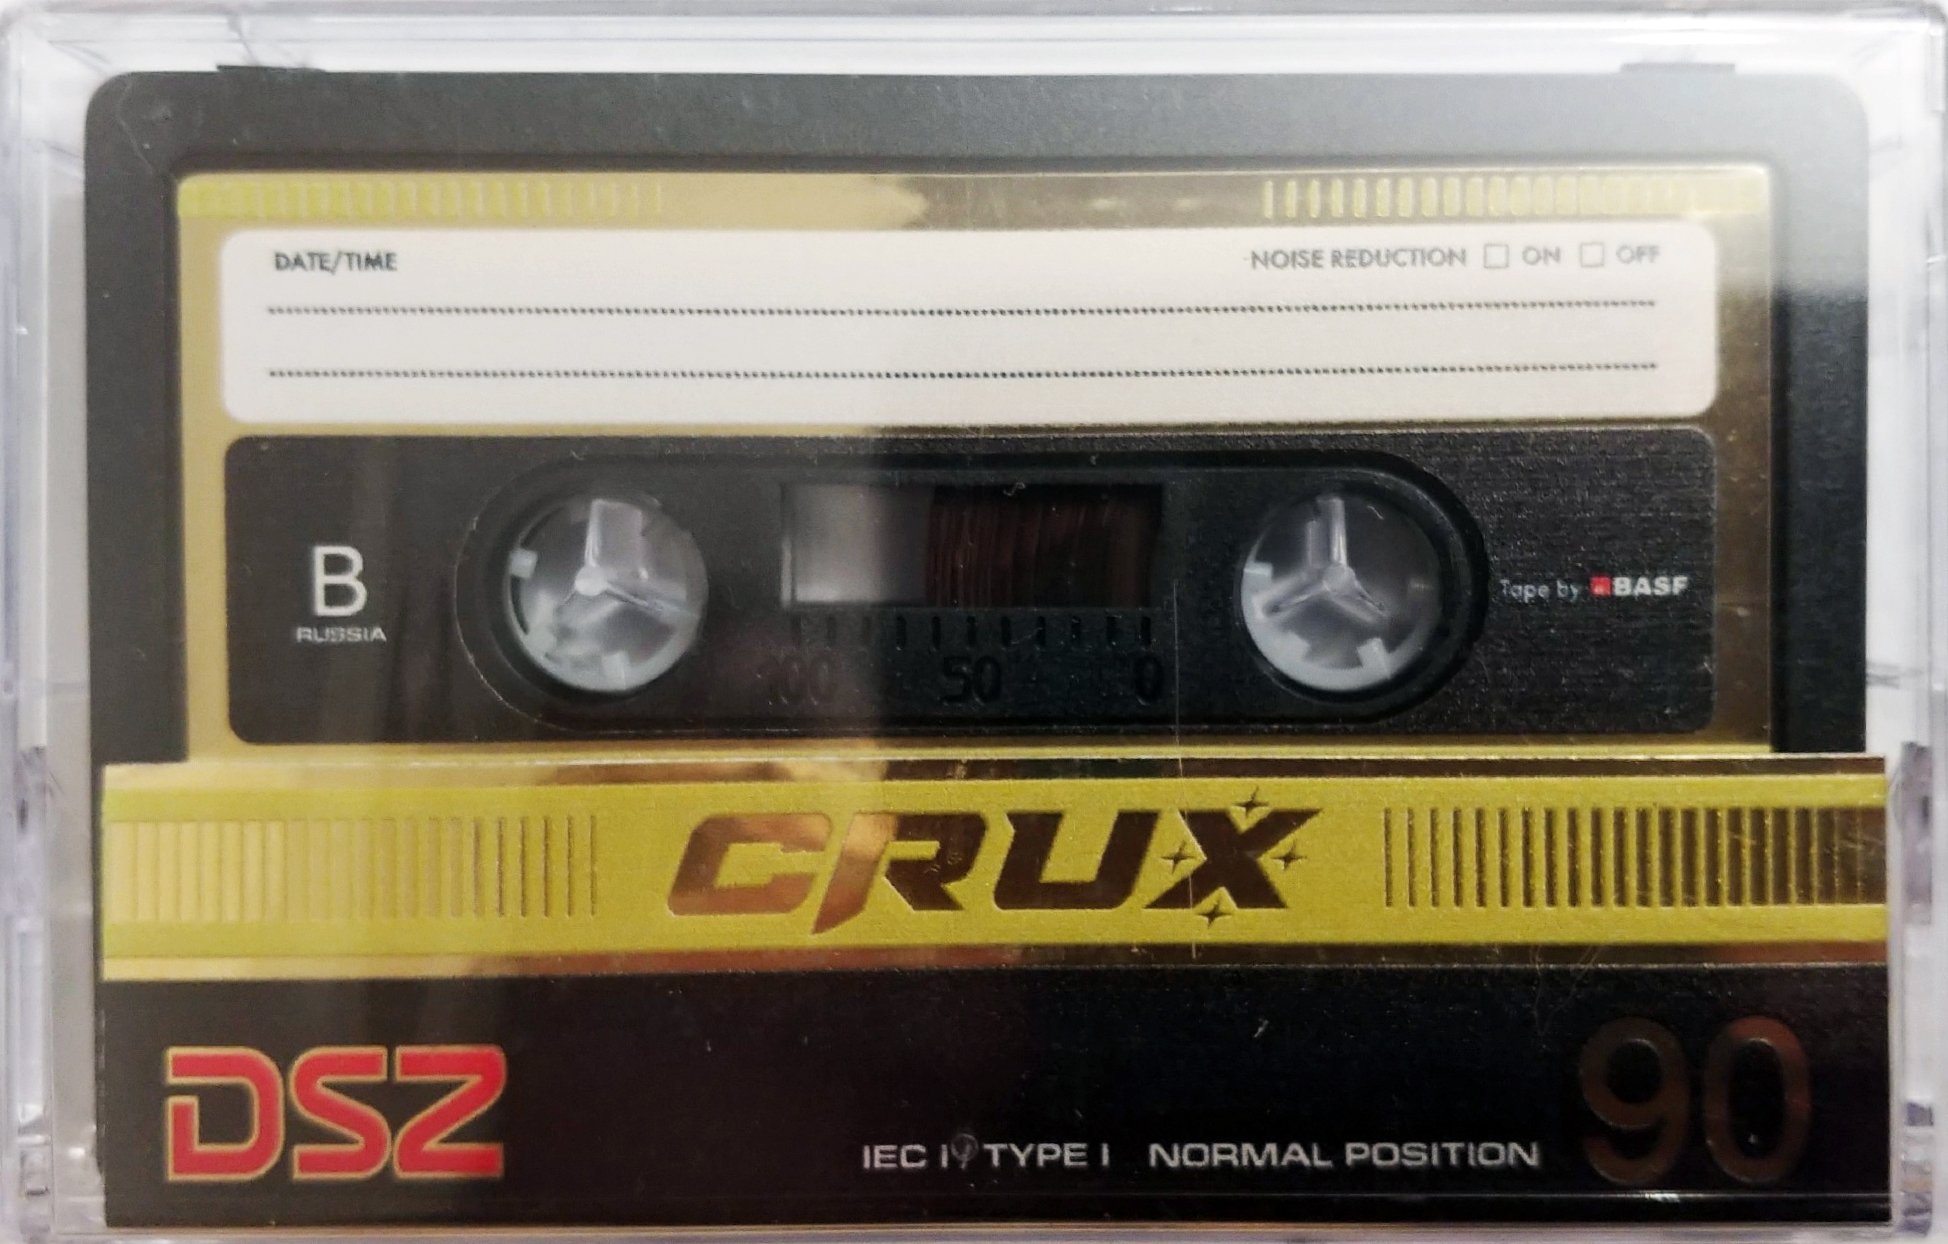 DATE/TIME NOISE REDUCTION ON OFF
B
RUSSIA
Tape by BASF
100 50 0
CRUX
DS2
IEC I TYPE I NORMAL POSITION 90